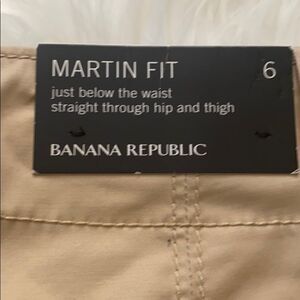 MARTIN FIT 6
just below the waist
straight through hip and thigh
BANANA REPUBLIC